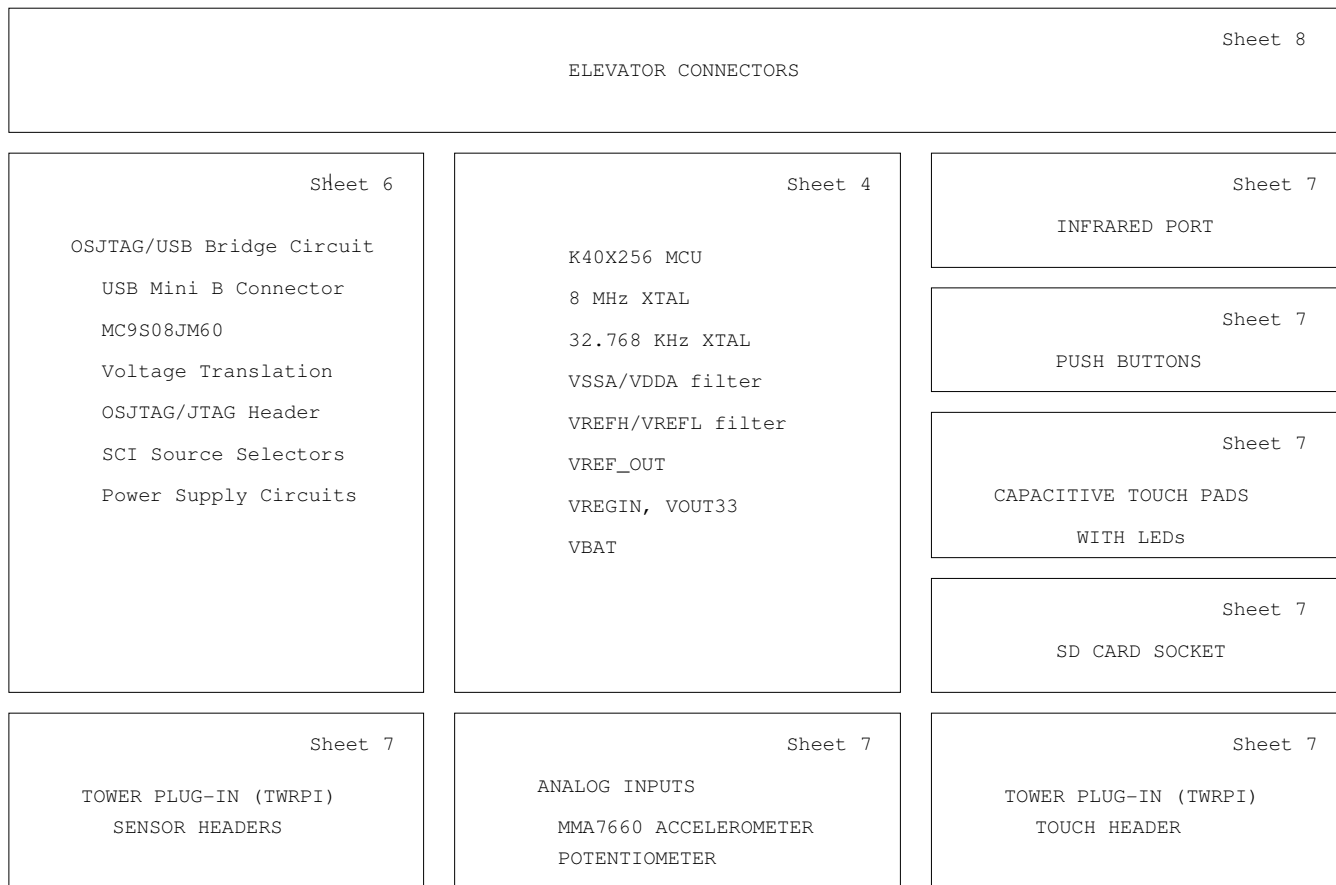 Sheet 8
ELEVATOR CONNECTORS
Sheet 6
OSJTAG/USB Bridge Circuit
USB Mini B Connector
MC9S08JM60
Voltage Translation
OSJTAG/JTAG Header
SCI Source Selectors
Power Supply Circuits
Sheet 4
K40X256 MCU
8 MHz XTAL
32.768 KHz XTAL
VSSA/VDDA filter
VREFH/VREFL filter
VREF_OUT
VREGIN, VOUT33
VBAT
Sheet 7
INFRARED PORT
Sheet 7
PUSH BUTTONS
Sheet 7
CAPACITIVE TOUCH PADS
WITH LEDs
Sheet 7
SD CARD SOCKET
Sheet 7
TOWER PLUG-IN (TWRPI)
SENSOR HEADERS
Sheet 7
ANALOG INPUTS
MMA7660 ACCELEROMETER
POTENTIOMETER
Sheet 7
TOWER PLUG-IN (TWRPI)
TOUCH HEADER